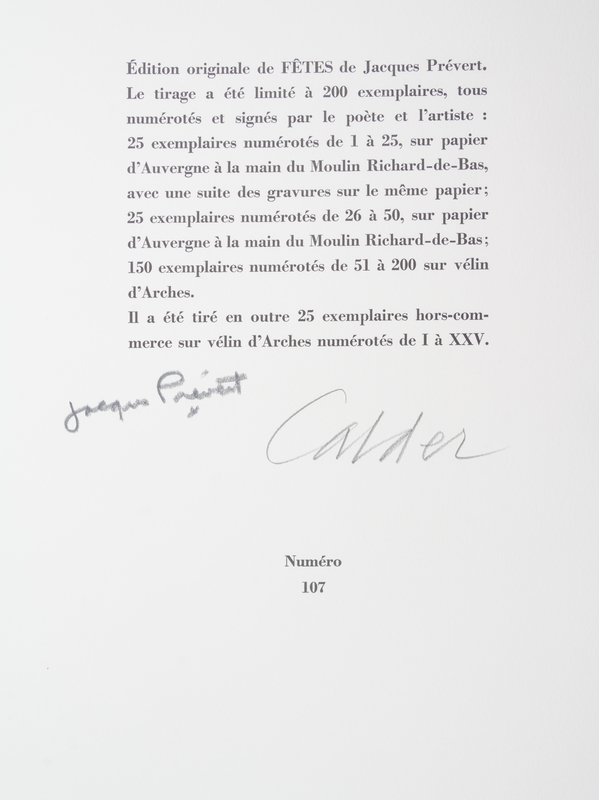 Édition originale de FÊTES de Jacques Prévert.
Le tirage a été limité à 200 exemplaires, tous
numérotés et signés par le poète et l'artiste :
25 exemplaires numérotés de 1 à 25, sur papier
d'Auvergne à la main du Moulin Richard-de-Bas,
avec une suite des gravures sur le même papier;
25 exemplaires numérotés de 26 à 50, sur papier
d'Auvergne à la main du Moulin Richard-de-Bas;
150 exemplaires numérotés de 51 à 200 sur vélin
d'Arches.
Il a été tiré en outre 25 exemplaires hors-com-
merce sur vélin d'Arches numérotés de I à XXV.
Jacques Prévert
Calder
Numéro
107